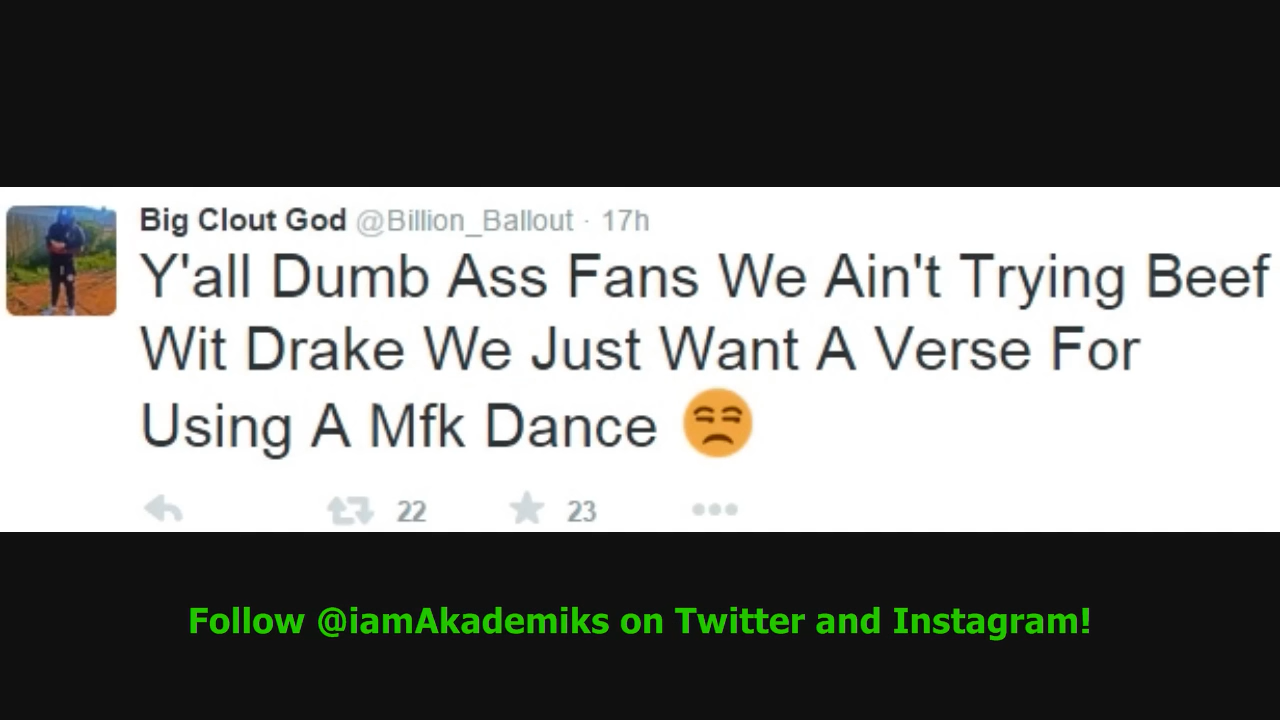 Big Clout God @Billion_Ballout · 17h
Y'all Dumb Ass Fans We Ain't Trying Beef
Wit Drake We Just Want A Verse For
Using A Mfk Dance 😒
22 23
Follow @iamAkademiks on Twitter and Instagram!